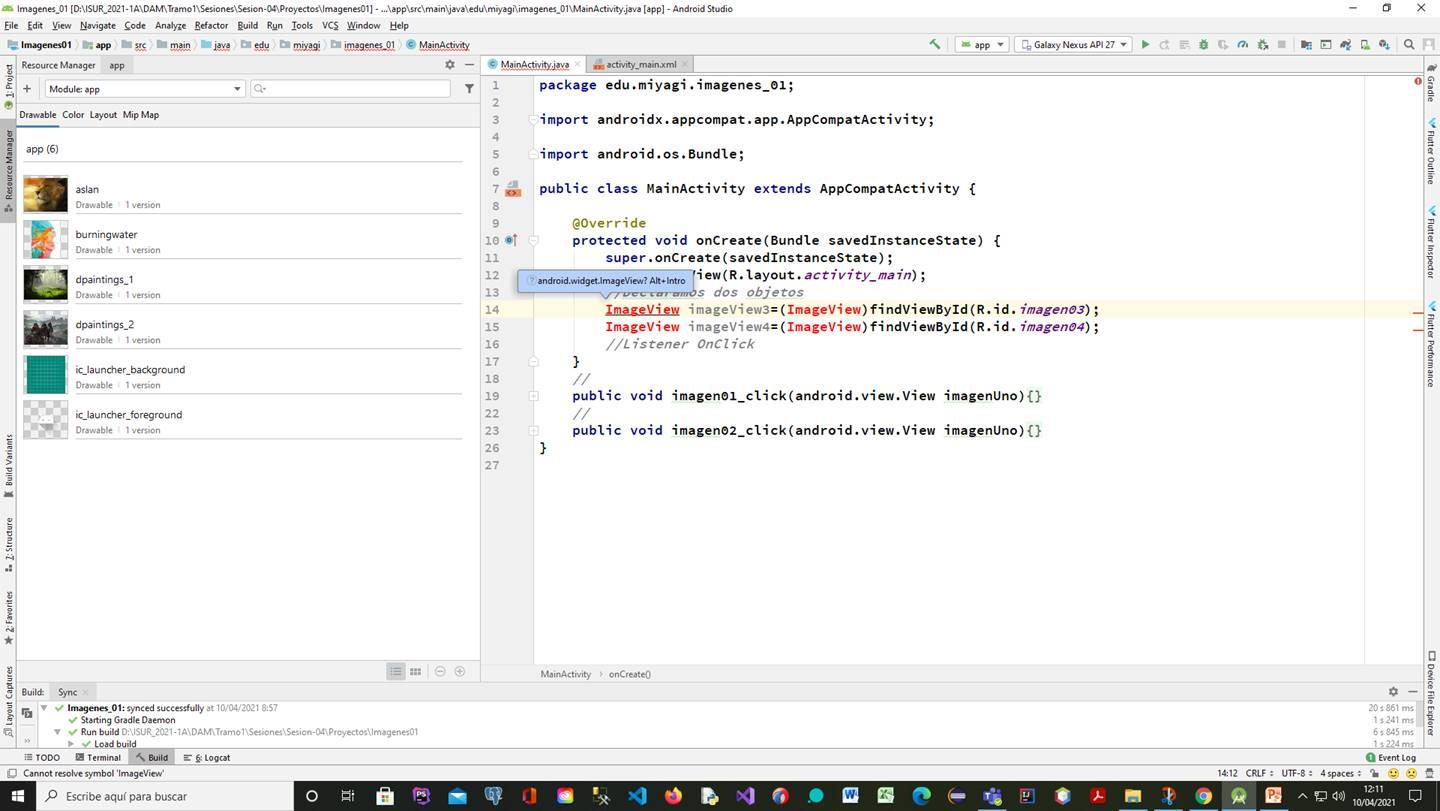 Imagenes_01 [D:\ISUR_2021-1A\DAM\Tramo1\Sesiones\Sesion-04\Proyectos\Imagenes01] - ...\app\src\main\java\edu\miyagi\imagenes_01\MainActivity.java [app] - Android Studio
File Edit View Navigate Code Analyze Refactor Build Run Tools VCS Window Help
Imagenes01 app src main java edu miyagi imagenes_01 MainActivity
app Galaxy Nexus API 27
Resource Manager app
MainActivity.java activity_main.xml
Module: app
Drawable Color Layout Mip Map
app (6)
aslan
Drawable 1 version
burningwater
Drawable 1 version
dpaintings_1
Drawable 1 version
dpaintings_2
Drawable 1 version
ic_launcher_background
Drawable 1 version
ic_launcher_foreground
Drawable 1 version
1: Project
Resource Manager
Build Variants
7: Structure
2: Favorites
Layout Captures
1 package edu.miyagi.imagenes_01;
2
3 import androidx.appcompat.app.AppCompatActivity;
4
5 import android.os.Bundle;
6
7 public class MainActivity extends AppCompatActivity {
8
9 @Override
10 protected void onCreate(Bundle savedInstanceState) {
11 super.onCreate(savedInstanceState);
android.widget.ImageView? Alt+Intro
12 View(R.layout.activity_main);
13 //Declaramos dos objetos
14 ImageView imageView3=(ImageView)findViewById(R.id.imagen03);
15 ImageView imageView4=(ImageView)findViewById(R.id.imagen04);
16 //Listener OnClick
17 }
18 //
19 public void imagen01_click(android.view.View imagenUno){}
22 //
23 public void imagen02_click(android.view.View imagenUno){}
26 }
27
MainActivity onCreate()
Gradle
Flutter Outline
Flutter Inspector
Flutter Performance
Device File Explorer
Build: Sync
Imagenes_01: synced successfully at 10/04/2021 8:57 20 s 861 ms
Starting Gradle Daemon 1 s 241 ms
Run build D:\ISUR_2021-1A\DAM\Tramo1\Sesiones\Sesion-04\Proyectos\Imagenes01 6 s 845 ms
Load build 1 s 224 ms
TODO Terminal Build 6: Logcat 1 Event Log
Cannot resolve symbol 'ImageView' 14:12 CRLF UTF-8 4 spaces
Escribe aquí para buscar
12:11
10/04/2021